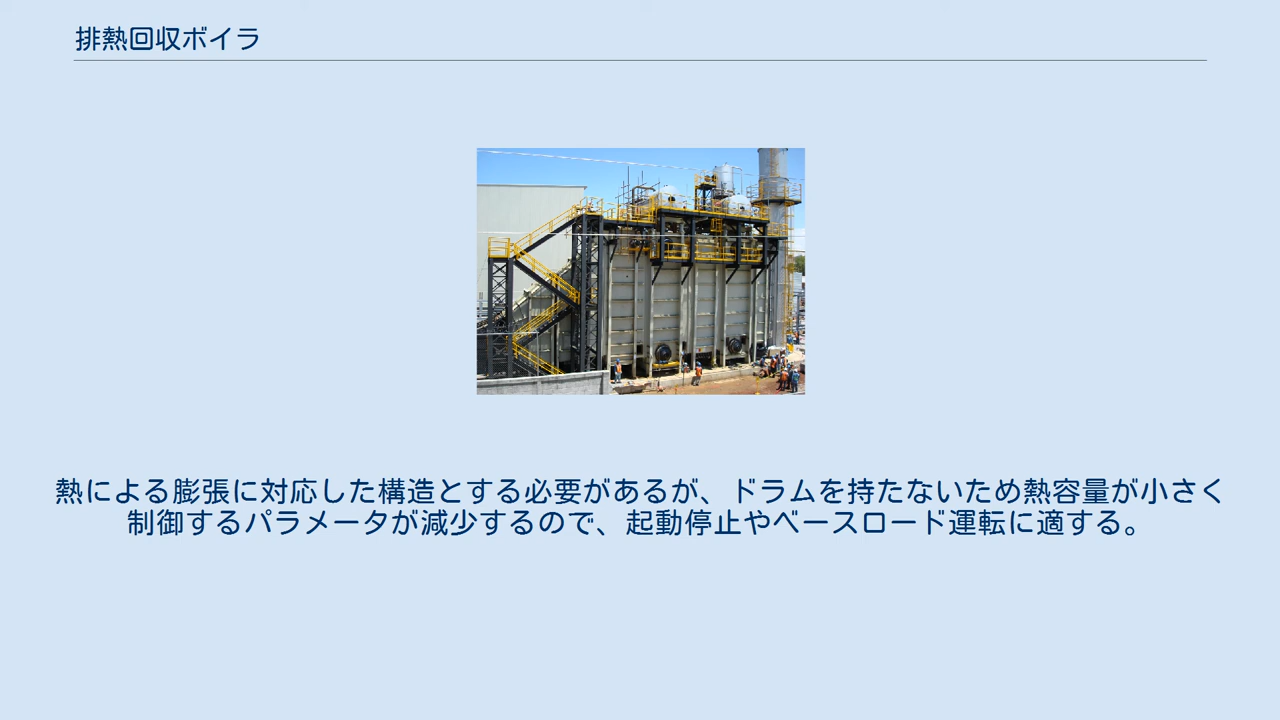 排熱回収ボイラ
熱による膨張に対応した構造とする必要があるが、ドラムを持たないため熱容量が小さく
制御するパラメータが減少するので、起動停止やベースロード運転に適する。